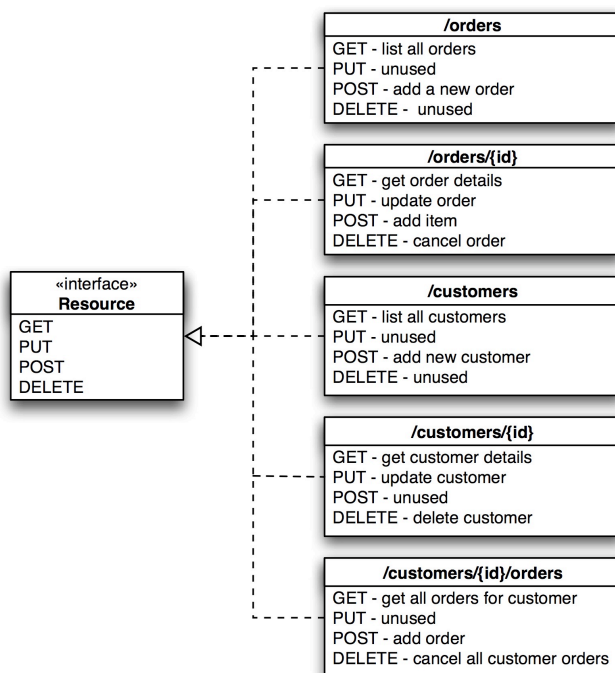 «interface»
Resource
GET
PUT
POST
DELETE
/orders
GET - list all orders
PUT - unused
POST - add a new order
DELETE -  unused
/orders/{id}
GET - get order details
PUT - update order
POST - add item
DELETE - cancel order
/customers
GET - list all customers
PUT - unused
POST - add new customer
DELETE - unused
/customers/{id}
GET - get customer details
PUT - update customer
POST - unused
DELETE - delete customer
/customers/{id}/orders
GET - get all orders for customer
PUT - unused
POST - add order
DELETE - cancel all customer orders